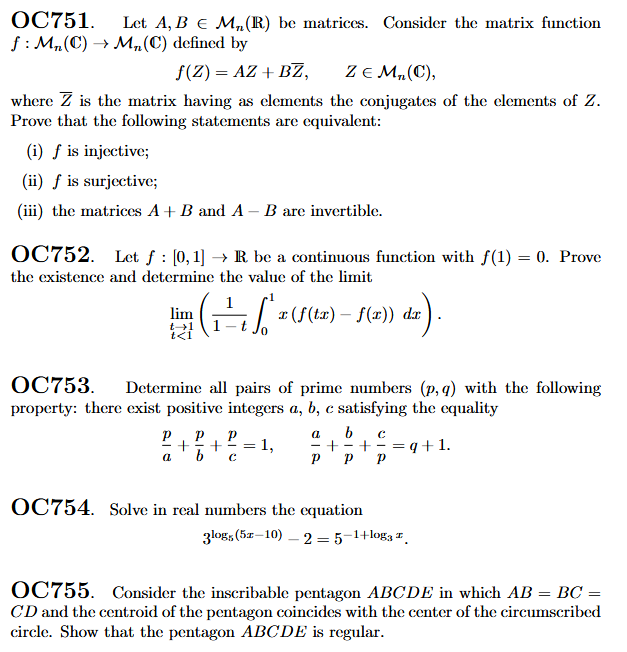 OC751. Let $A, B \in \mathcal{M}_n(\mathbb{R})$ be matrices. Consider the matrix function
$f : \mathcal{M}_n(\mathbb{C}) \to \mathcal{M}_n(\mathbb{C})$ defined by
$f(Z) = AZ + B\overline{Z}, \quad Z \in \mathcal{M}_n(\mathbb{C}),$
where $\overline{Z}$ is the matrix having as elements the conjugates of the elements of $Z$.
Prove that the following statements are equivalent:
(i) $f$ is injective;
(ii) $f$ is surjective;
(iii) the matrices $A + B$ and $A - B$ are invertible.
OC752. Let $f : [0, 1] \to \mathbb{R}$ be a continuous function with $f(1) = 0$. Prove
the existence and determine the value of the limit
$\lim_{\substack{t \to 1 \\ t < 1}} \left( \frac{1}{1-t} \int_0^1 x \left( f(tx) - f(x) \right) \, dx \right).$
OC753. Determine all pairs of prime numbers $(p, q)$ with the following
property: there exist positive integers $a$, $b$, $c$ satisfying the equality
$\frac{p}{a} + \frac{p}{b} + \frac{p}{c} = 1, \quad \frac{a}{p} + \frac{b}{p} + \frac{c}{p} = q + 1.$
OC754. Solve in real numbers the equation
$3^{\log_5(5x-10)} - 2 = 5^{-1+\log_3 x}.$
OC755. Consider the inscribable pentagon $ABCDE$ in which $AB = BC =$
$CD$ and the centroid of the pentagon coincides with the center of the circumscribed
circle. Show that the pentagon $ABCDE$ is regular.